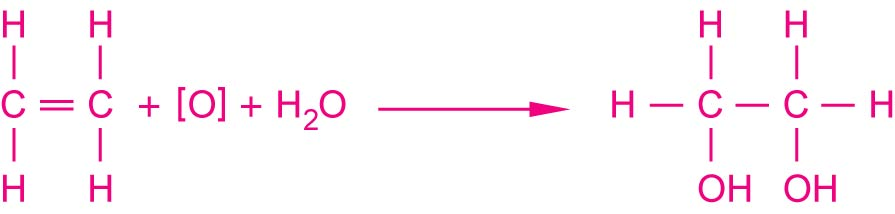 H H H H
C = C + [O] + H₂O ⟶ H — C — C — H
H H OH OH